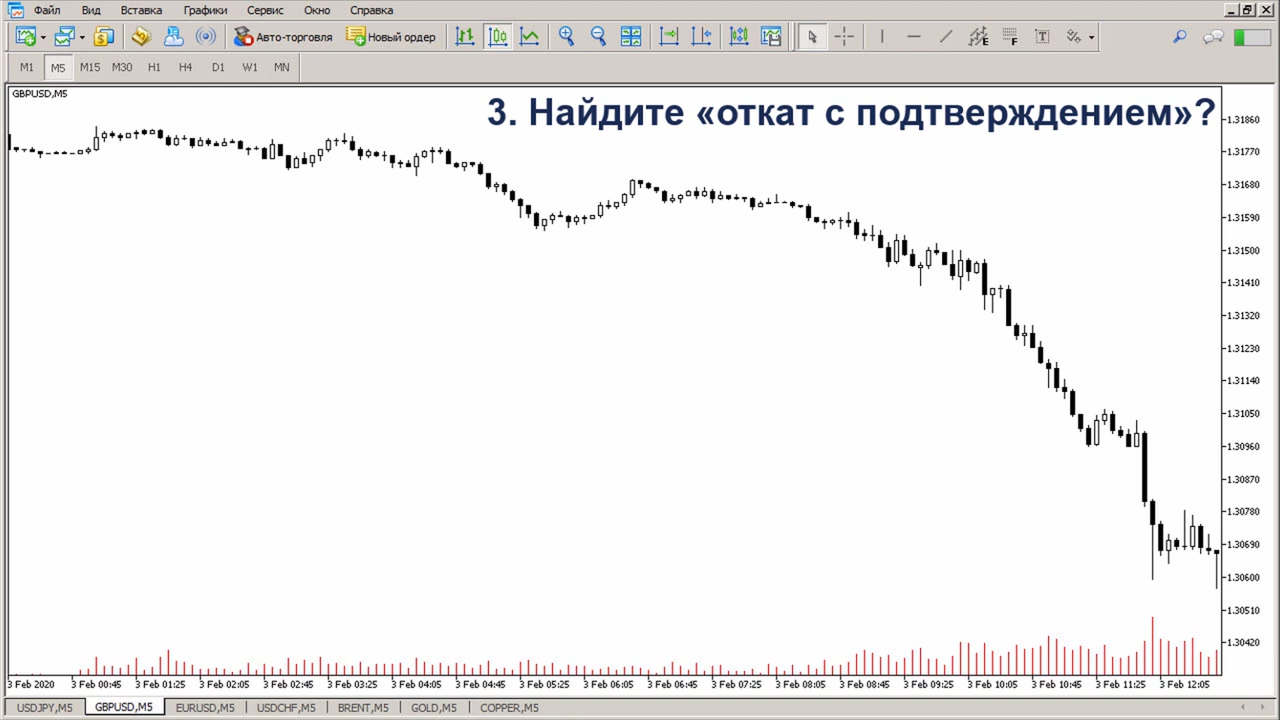 Файл Вид Вставка Графики Сервис Окно Справка
Авто-торговля Новый ордер
M1 M5 M15 M30 H1 H4 D1 W1 MN
GBPUSD,M5
3. Найдите «откат с подтверждением»?
1.31860
1.31770
1.31680
1.31590
1.31500
1.31410
1.31320
1.31230
1.31140
1.31050
1.30960
1.30870
1.30780
1.30690
1.30600
1.30510
1.30420
3 Feb 2020 3 Feb 00:45 3 Feb 01:25 3 Feb 02:05 3 Feb 02:45 3 Feb 03:25 3 Feb 04:05 3 Feb 04:45 3 Feb 05:25 3 Feb 06:05 3 Feb 06:45 3 Feb 07:25 3 Feb 08:05 3 Feb 08:45 3 Feb 09:25 3 Feb 10:05 3 Feb 10:45 3 Feb 11:25 3 Feb 12:05
USDJPY,M5 GBPUSD,M5 EURUSD,M5 USDCHF,M5 BRENT,M5 GOLD,M5 COPPER,M5